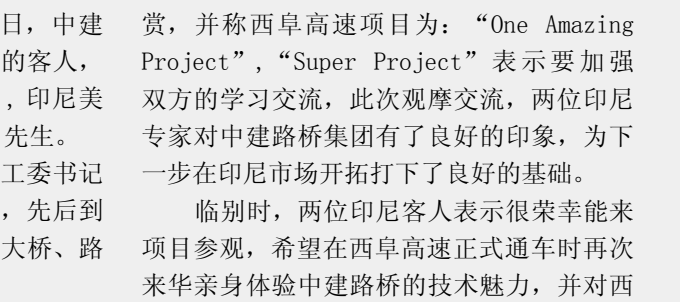 日，中建
的客人，
，印尼美
先生。
工委书记
，先后到
大桥、路
赏，并称西阜高速项目为：“One Amazing
Project”,“Super Project”表示要加强
双方的学习交流，此次观摩交流，两位印尼
专家对中建路桥集团有了良好的印象，为下
一步在印尼市场开拓打下了良好的基础。
临别时，两位印尼客人表示很荣幸能来
项目参观，希望在西阜高速正式通车时再次
来华亲身体验中建路桥的技术魅力，并对西